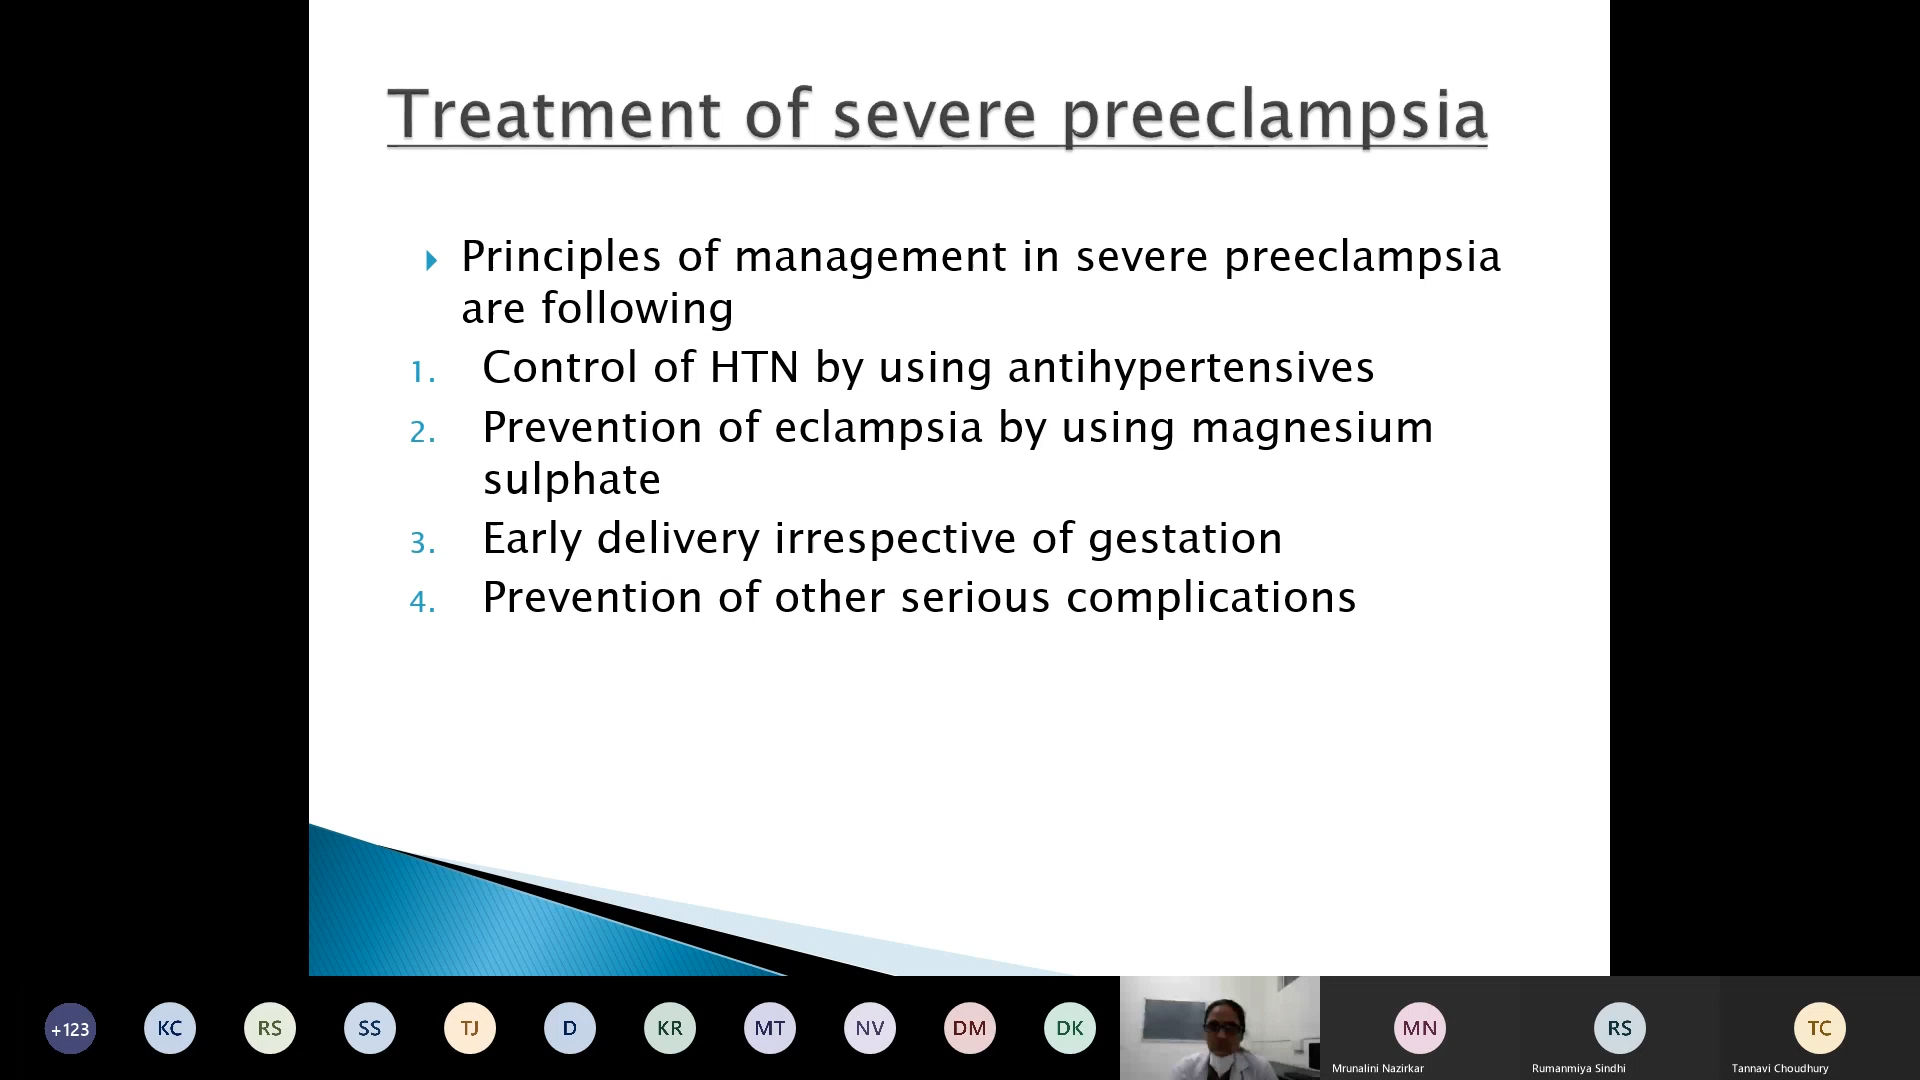 Treatment of severe preeclampsia
Principles of management in severe preeclampsia
are following
1. Control of HTN by using antihypertensives
2. Prevention of eclampsia by using magnesium
sulphate
3. Early delivery irrespective of gestation
4. Prevention of other serious complications
+123 KC RS SS TJ D KR MT NV DM DK MN RS TC
Mrunalini Nazirkar Rumanmiya Sindhi Tannavi Choudhury